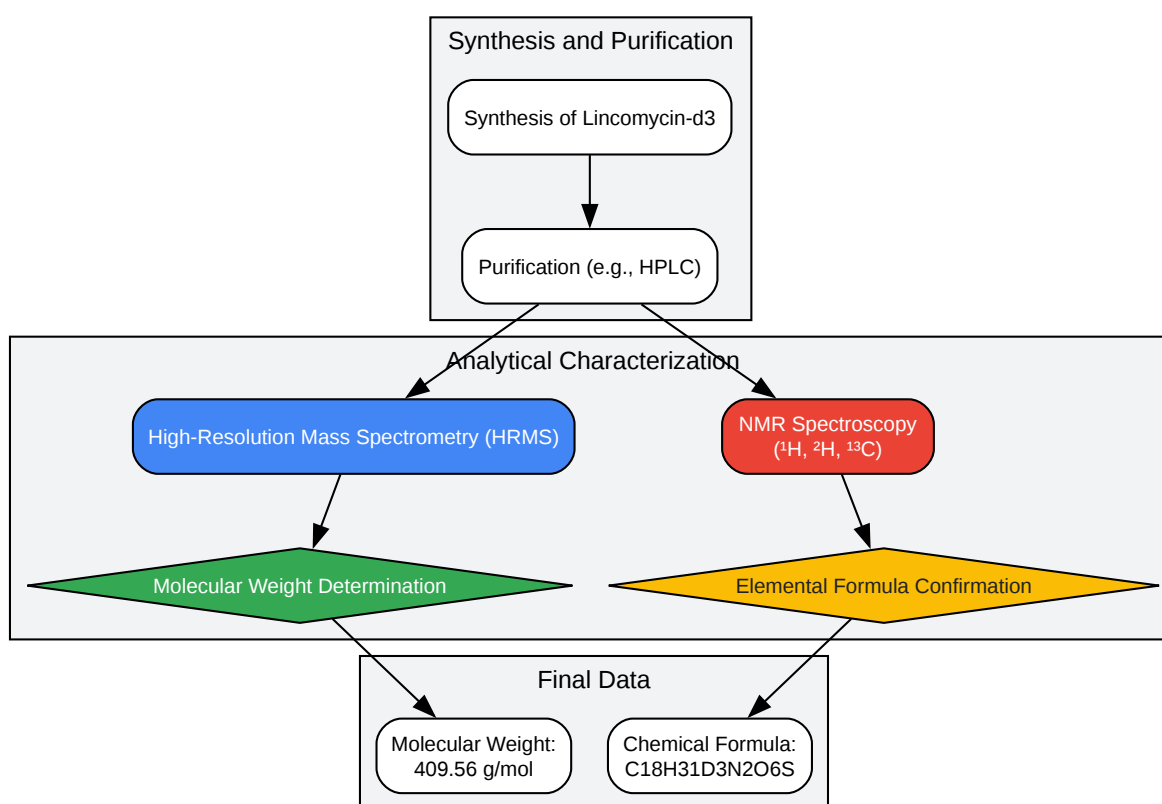 Synthesis and Purification
Synthesis of Lincomycin-d3
Purification (e.g., HPLC)
Analytical Characterization
High-Resolution Mass Spectrometry (HRMS)
NMR Spectroscopy
(¹H, ²H, ¹³C)
Molecular Weight Determination
Elemental Formula Confirmation
Final Data
Molecular Weight:
409.56 g/mol
Chemical Formula:
C18H31D3N2O6S